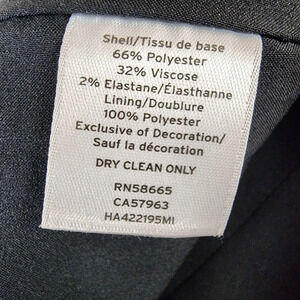 Shell/Tissu de base
66% Polyester
32% Viscose
2% Elastane/Élasthanne
Lining/Doublure
100% Polyester
Exclusive of Decoration/
Sauf la décoration
DRY CLEAN ONLY
RN58665
CA57963
HA422195MI